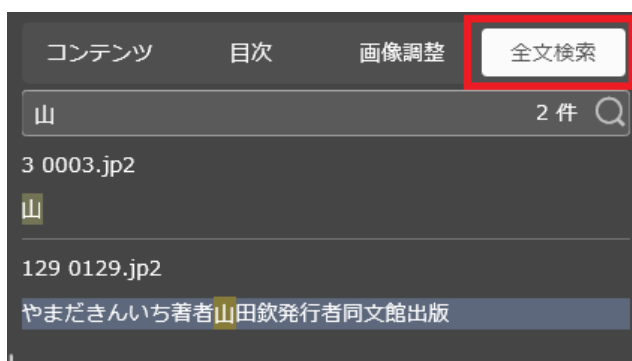 コンテンツ 目次 画像調整 全文検索
山 2 件
3 0003.jp2
山
129 0129.jp2
やまだきんいち著者山田欽発行者同文館出版